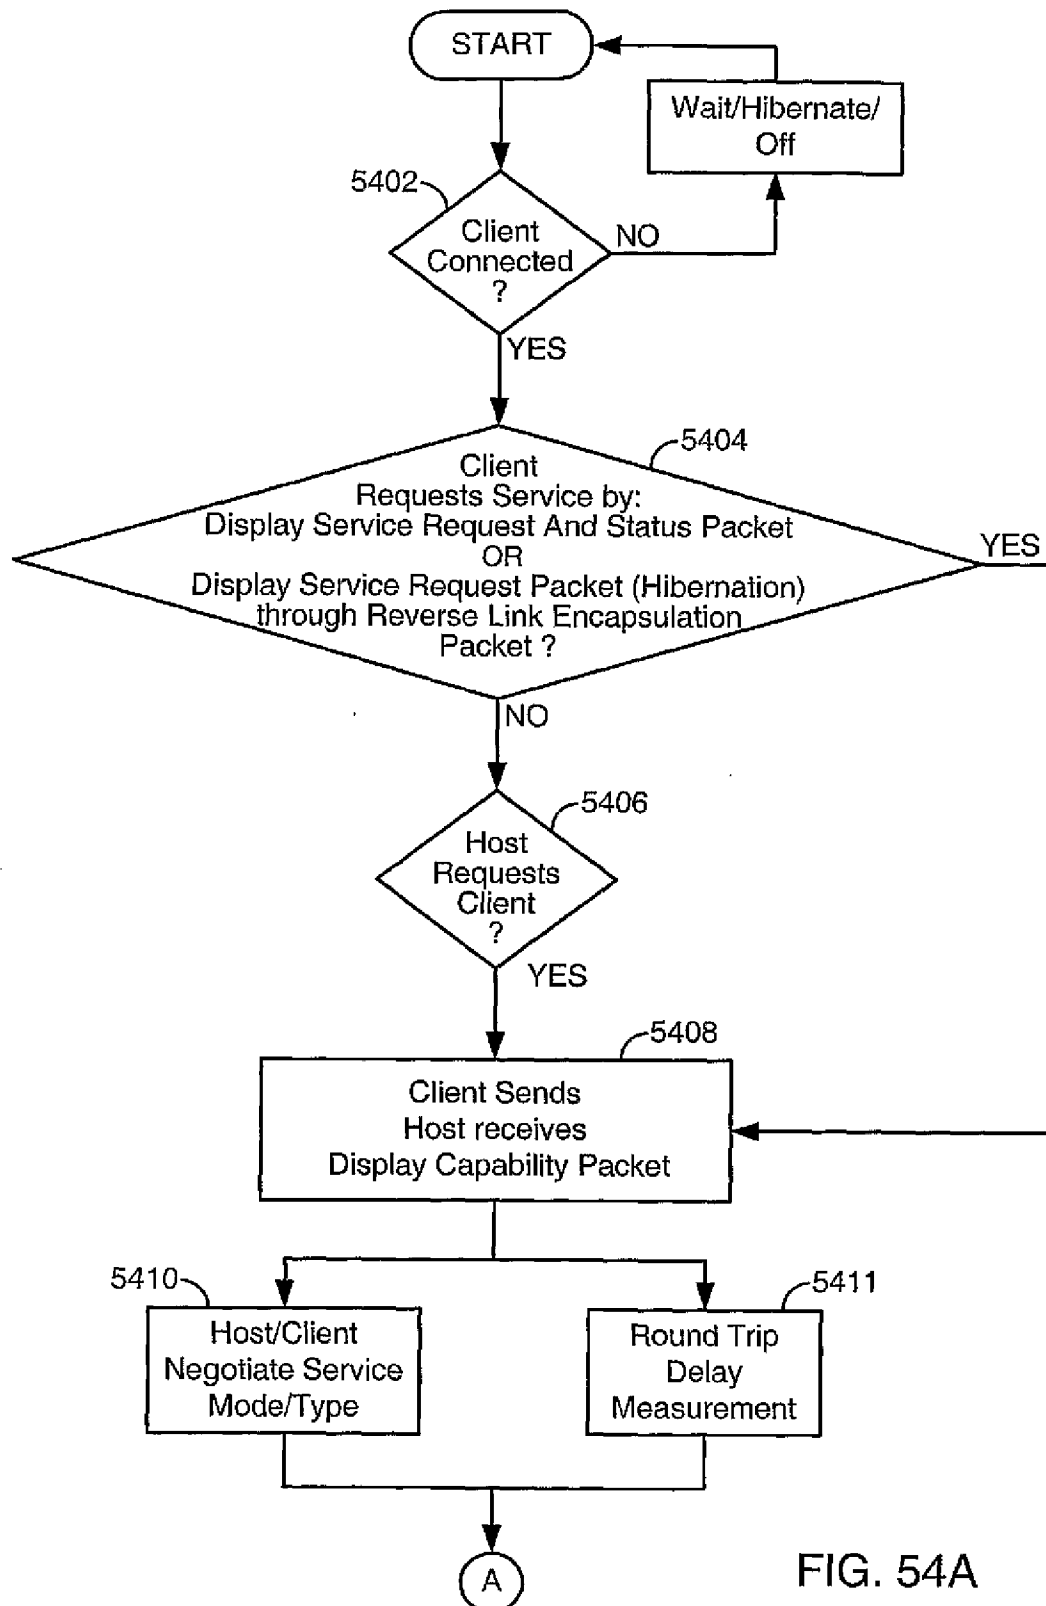 START
Wait/Hibernate/
Off
5402
Client
Connected
?
NO
YES
5404
Client
Requests Service by:
Display Service Request And Status Packet
OR
Display Service Request Packet (Hibernation)
through Reverse Link Encapsulation
Packet ?
YES
NO
5406
Host
Requests
Client
?
YES
5408
Client Sends
Host receives
Display Capability Packet
5410
Host/Client
Negotiate Service
Mode/Type
5411
Round Trip
Delay
Measurement
A
FIG. 54A